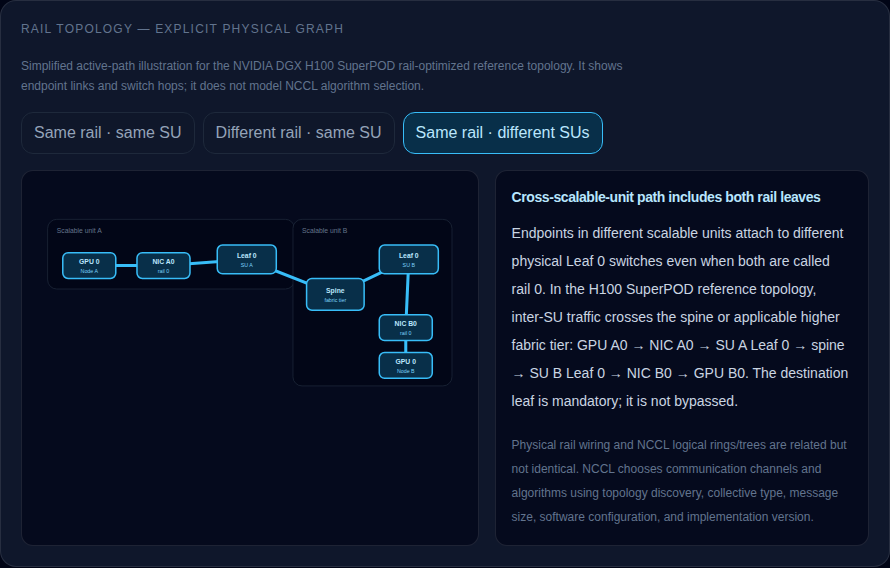 RAIL TOPOLOGY — EXPLICIT PHYSICAL GRAPH
Simplified active-path illustration for the NVIDIA DGX H100 SuperPOD rail-optimized reference topology. It shows
endpoint links and switch hops; it does not model NCCL algorithm selection.
Same rail · same SU
Different rail · same SU
Same rail · different SUs
Scalable unit A
GPU 0
Node A
NIC A0
rail 0
Leaf 0
SU A
Scalable unit B
Leaf 0
SU B
Spine
fabric tier
NIC B0
rail 0
GPU 0
Node B
Cross-scalable-unit path includes both rail leaves
Endpoints in different scalable units attach to different
physical Leaf 0 switches even when both are called
rail 0. In the H100 SuperPOD reference topology,
inter-SU traffic crosses the spine or applicable higher
fabric tier: GPU A0 → NIC A0 → SU A Leaf 0 → spine
→ SU B Leaf 0 → NIC B0 → GPU B0. The destination
leaf is mandatory; it is not bypassed.
Physical rail wiring and NCCL logical rings/trees are related but
not identical. NCCL chooses communication channels and
algorithms using topology discovery, collective type, message
size, software configuration, and implementation version.